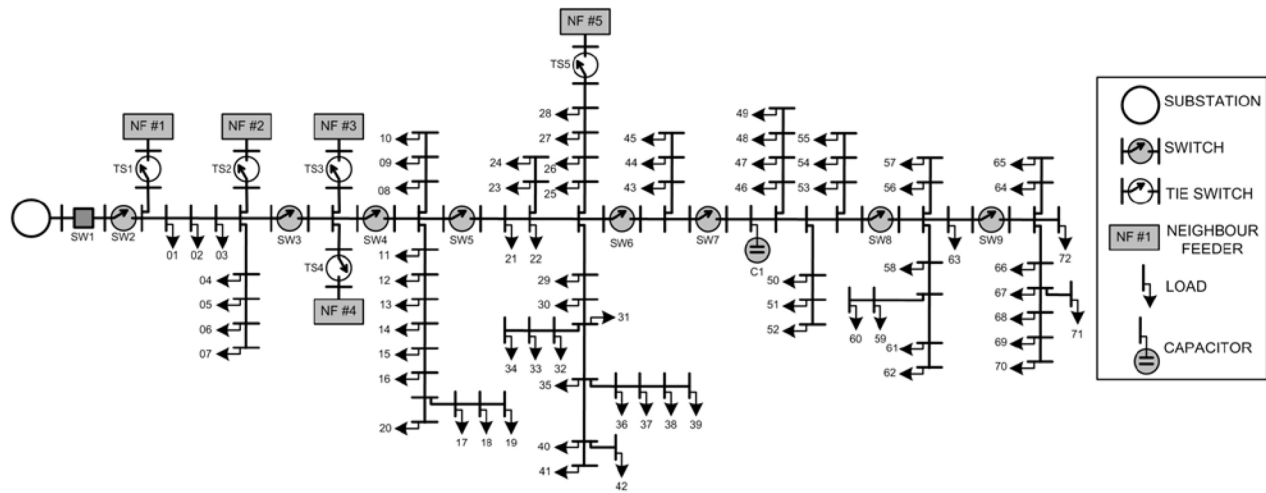 NF #5
TS5
NF #1
NF #2
NF #3
TS1
TS2
TS3
SUBSTATION
SWITCH
TIE SWITCH
NF #1
NEIGHBOUR
FEEDER
LOAD
CAPACITOR
SW1
SW2
SW3
SW4
SW5
SW6
SW7
SW8
SW9
TS4
NF #4
C1
01
02
03
04
05
06
07
10
09
08
11
12
13
14
15
16
17
18
19
20
21
22
24
23
28
27
26
25
29
30
31
34
33
32
35
36
37
38
39
40
41
42
45
44
43
49
48
47
46
50
51
52
55
54
53
57
56
58
60
59
61
62
63
65
64
66
67
68
69
70
71
72